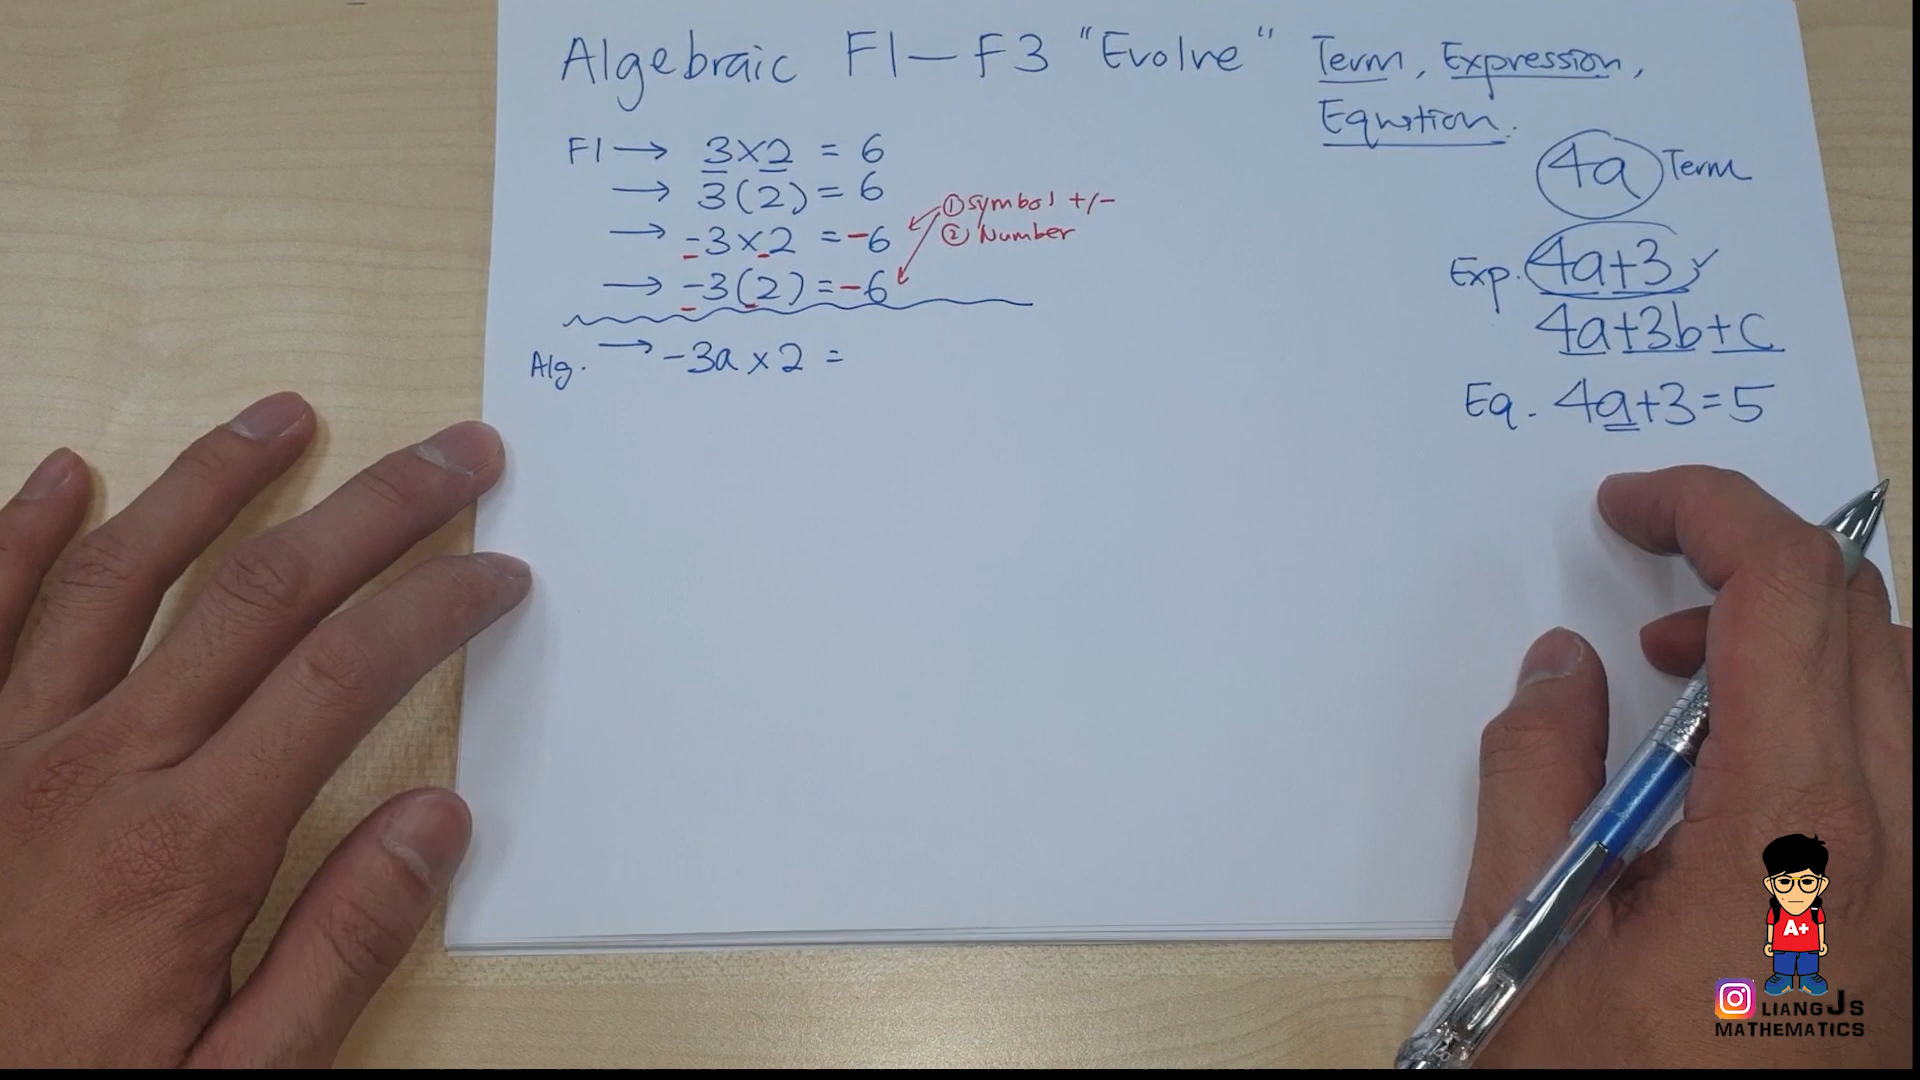 Algebraic F1 — F3 "Evolve" Term, Expression,
Equation.
F1 → 3×2 = 6
→ 3(2) = 6
→ -3×2 = -6
→ -3(2) = -6
① Symbol +/-
② Number
Alg. → -3a × 2 =
4a Term
Exp. 4a+3 ✓
4a+3b+c
Eq. 4a+3=5
A+
LIANGJS
MATHEMATICS